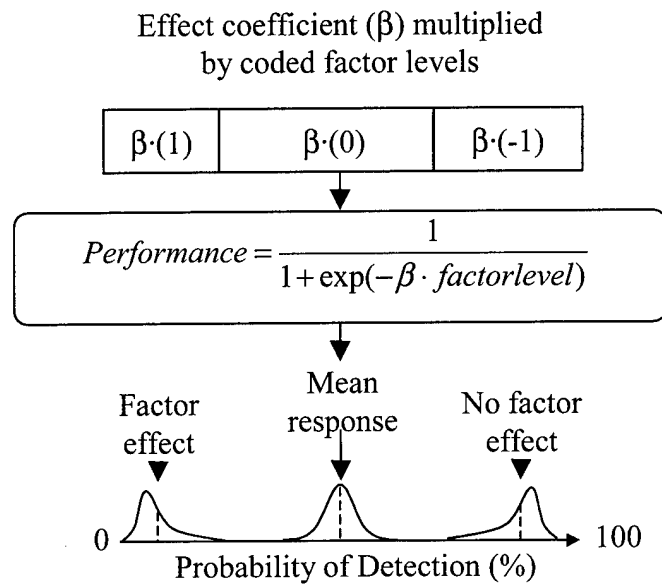 Effect coefficient (β) multiplied
by coded factor levels
β·(1) β·(0) β·(-1)
Performance = 1 / (1 + exp(−β · factorlevel))
Factor effect
Mean response
No factor effect
0 100
Probability of Detection (%)